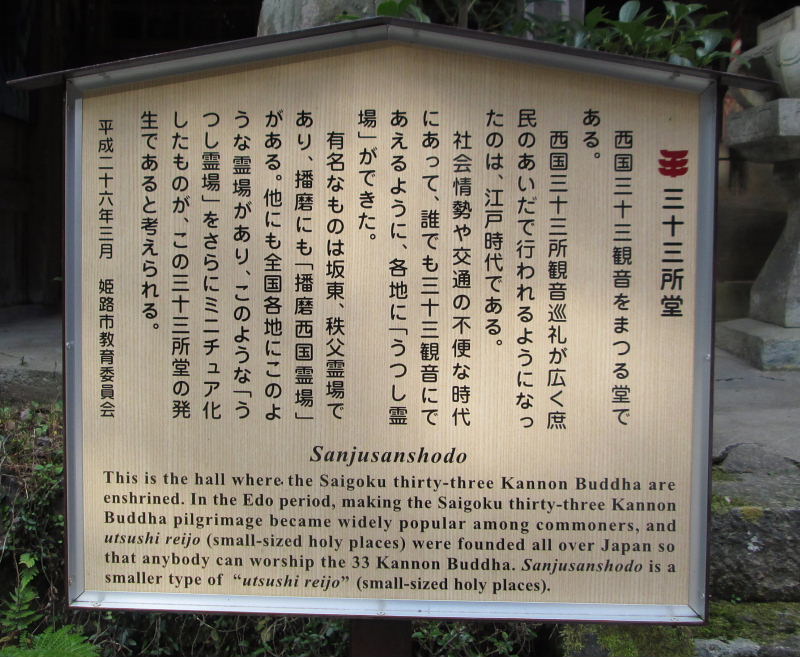 三十三所堂
西国三十三観音をまつる堂で
ある。
西国三十三所観音巡礼が広く庶
民のあいだで行われるようになっ
たのは、江戸時代である。
社会情勢や交通の不便な時代
にあって、誰でも三十三観音にで
あえるように、各地に「うつし霊
場」ができた。
有名なものは坂東、秩父霊場で
あり、播磨にも「播磨西国霊場」
がある。他にも全国各地にこのよ
うな霊場があり、このような「う
つし霊場」をさらにミニチュア化
したものが、この三十三所堂の発
生であると考えられる。
平成二十六年三月 姫路市教育委員会
Sanjusanshodo
This is the hall where the Saigoku thirty-three Kannon Buddha are
enshrined. In the Edo period, making the Saigoku thirty-three Kannon
Buddha pilgrimage became widely popular among commoners, and
utsushi reijo (small-sized holy places) were founded all over Japan so
that anybody can worship the 33 Kannon Buddha. Sanjusanshodo is a
smaller type of “utsushi reijo” (small-sized holy places).